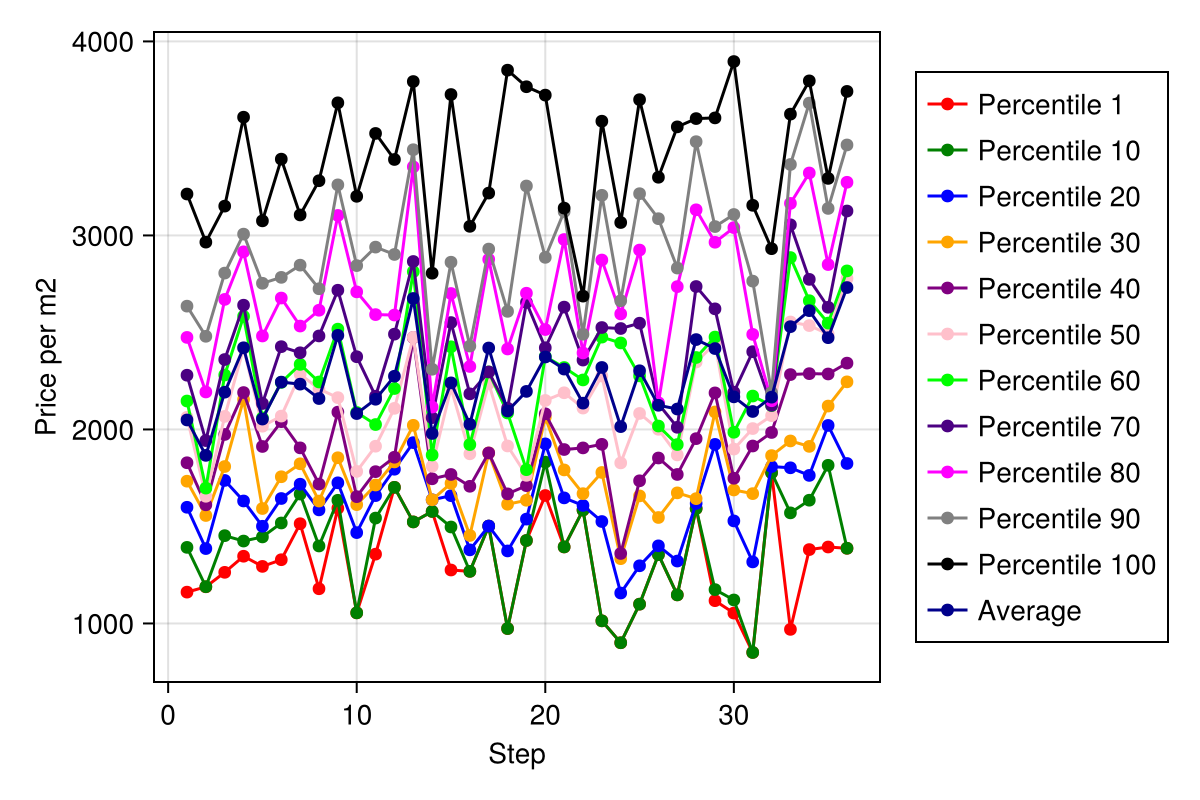 4000
3000
2000
1000
Price per m2
0 10 20 30
Step
Percentile 1
Percentile 10
Percentile 20
Percentile 30
Percentile 40
Percentile 50
Percentile 60
Percentile 70
Percentile 80
Percentile 90
Percentile 100
Average